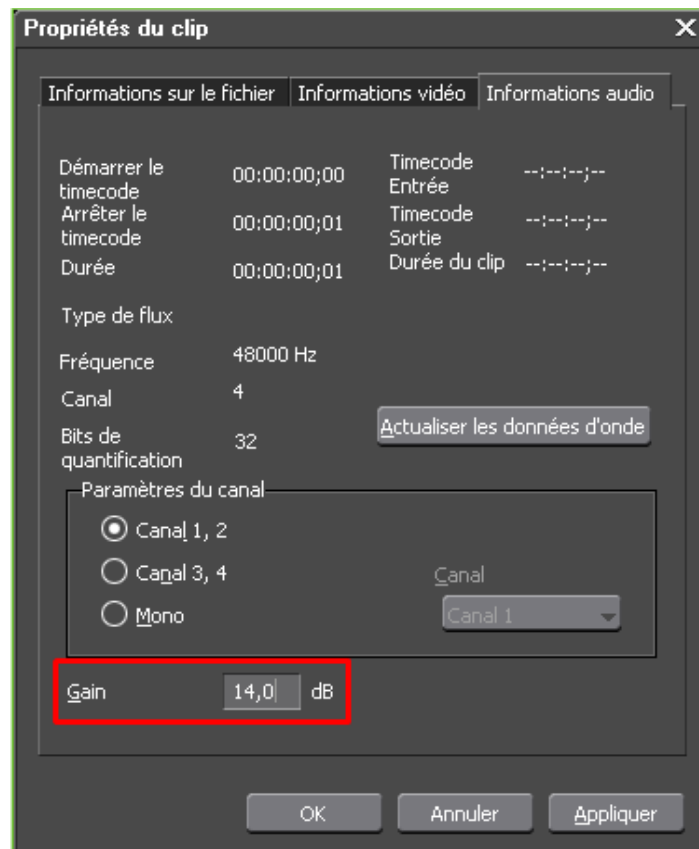 Propriétés du clip
Informations sur le fichier Informations vidéo Informations audio
Démarrer le timecode 00:00:00;00 Timecode Entrée --:--:--;--
Arrêter le timecode 00:00:00;01 Timecode Sortie --:--:--;--
Durée 00:00:00;01 Durée du clip --:--:--;--
Type de flux
Fréquence 48000 Hz
Canal 4
Bits de quantification 32 Actualiser les données d'onde
Paramètres du canal
Canal 1, 2
Canal 3, 4 Canal
Mono Canal 1
Gain 14,0 dB
OK Annuler Appliquer